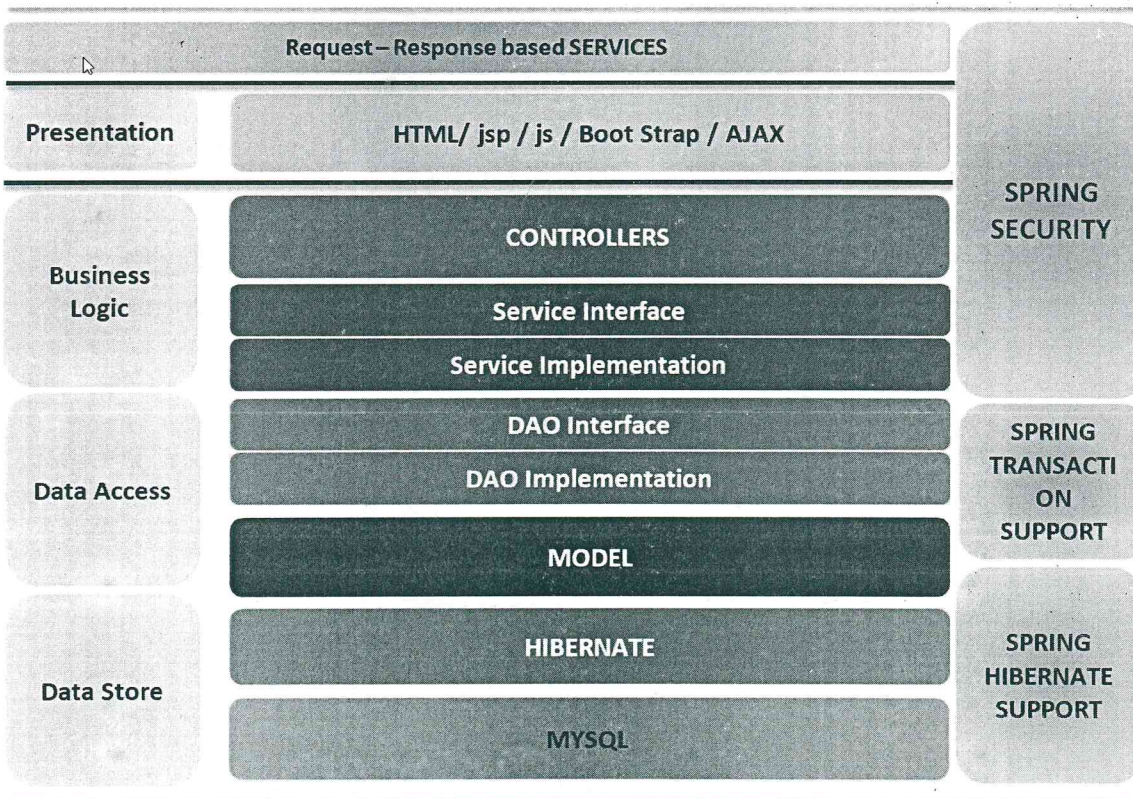 Request – Response based SERVICES
Presentation
HTML/ jsp / js / Boot Strap / AJAX
SPRING
SECURITY
Business
Logic
CONTROLLERS
Service Interface
Service Implementation
Data Access
DAO Interface
DAO Implementation
MODEL
SPRING
TRANSACTI
ON
SUPPORT
Data Store
HIBERNATE
MYSQL
SPRING
HIBERNATE
SUPPORT